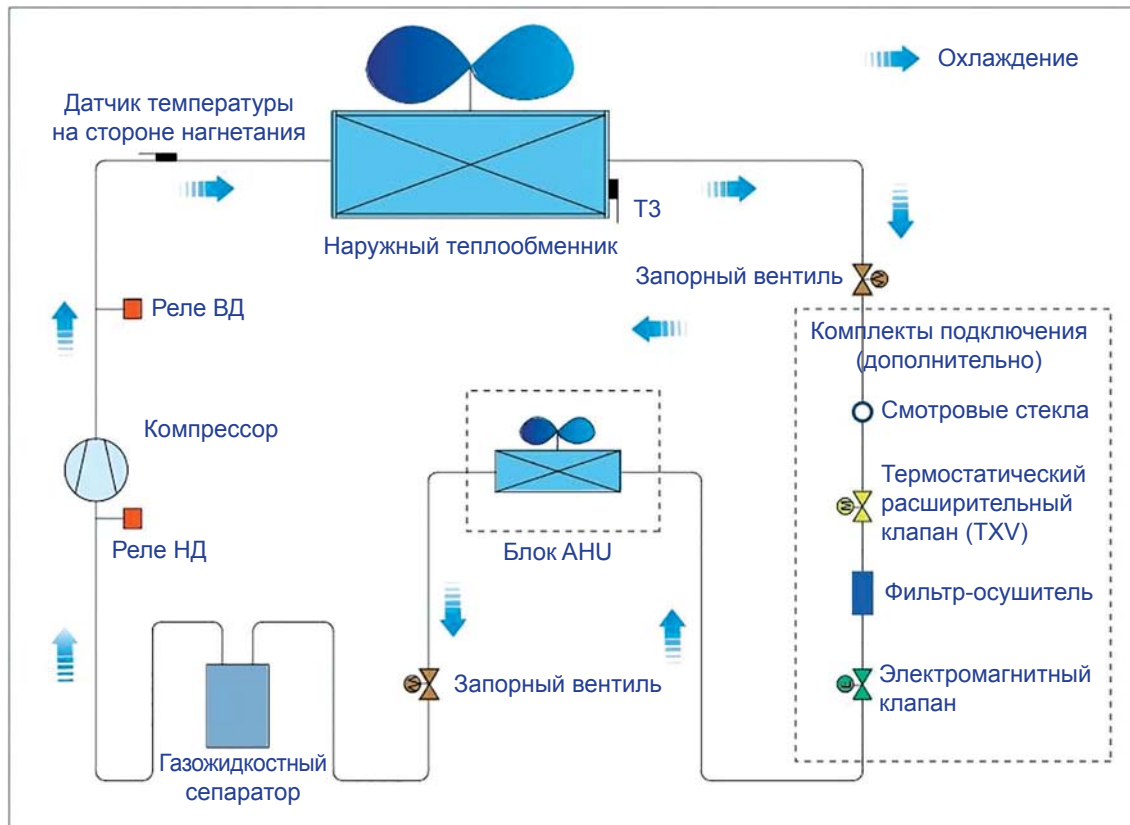 Охлаждение
Датчик температуры
на стороне нагнетания
T3
Наружный теплообменник
Запорный вентиль
Реле ВД
Комплекты подключения
(дополнительно)
Смотровые стекла
Компрессор
Термостатический
расширительный
клапан (TXV)
Реле НД
Блок AHU
Фильтр-осушитель
Запорный вентиль
Электромагнитный
клапан
Газожидкостный
сепаратор